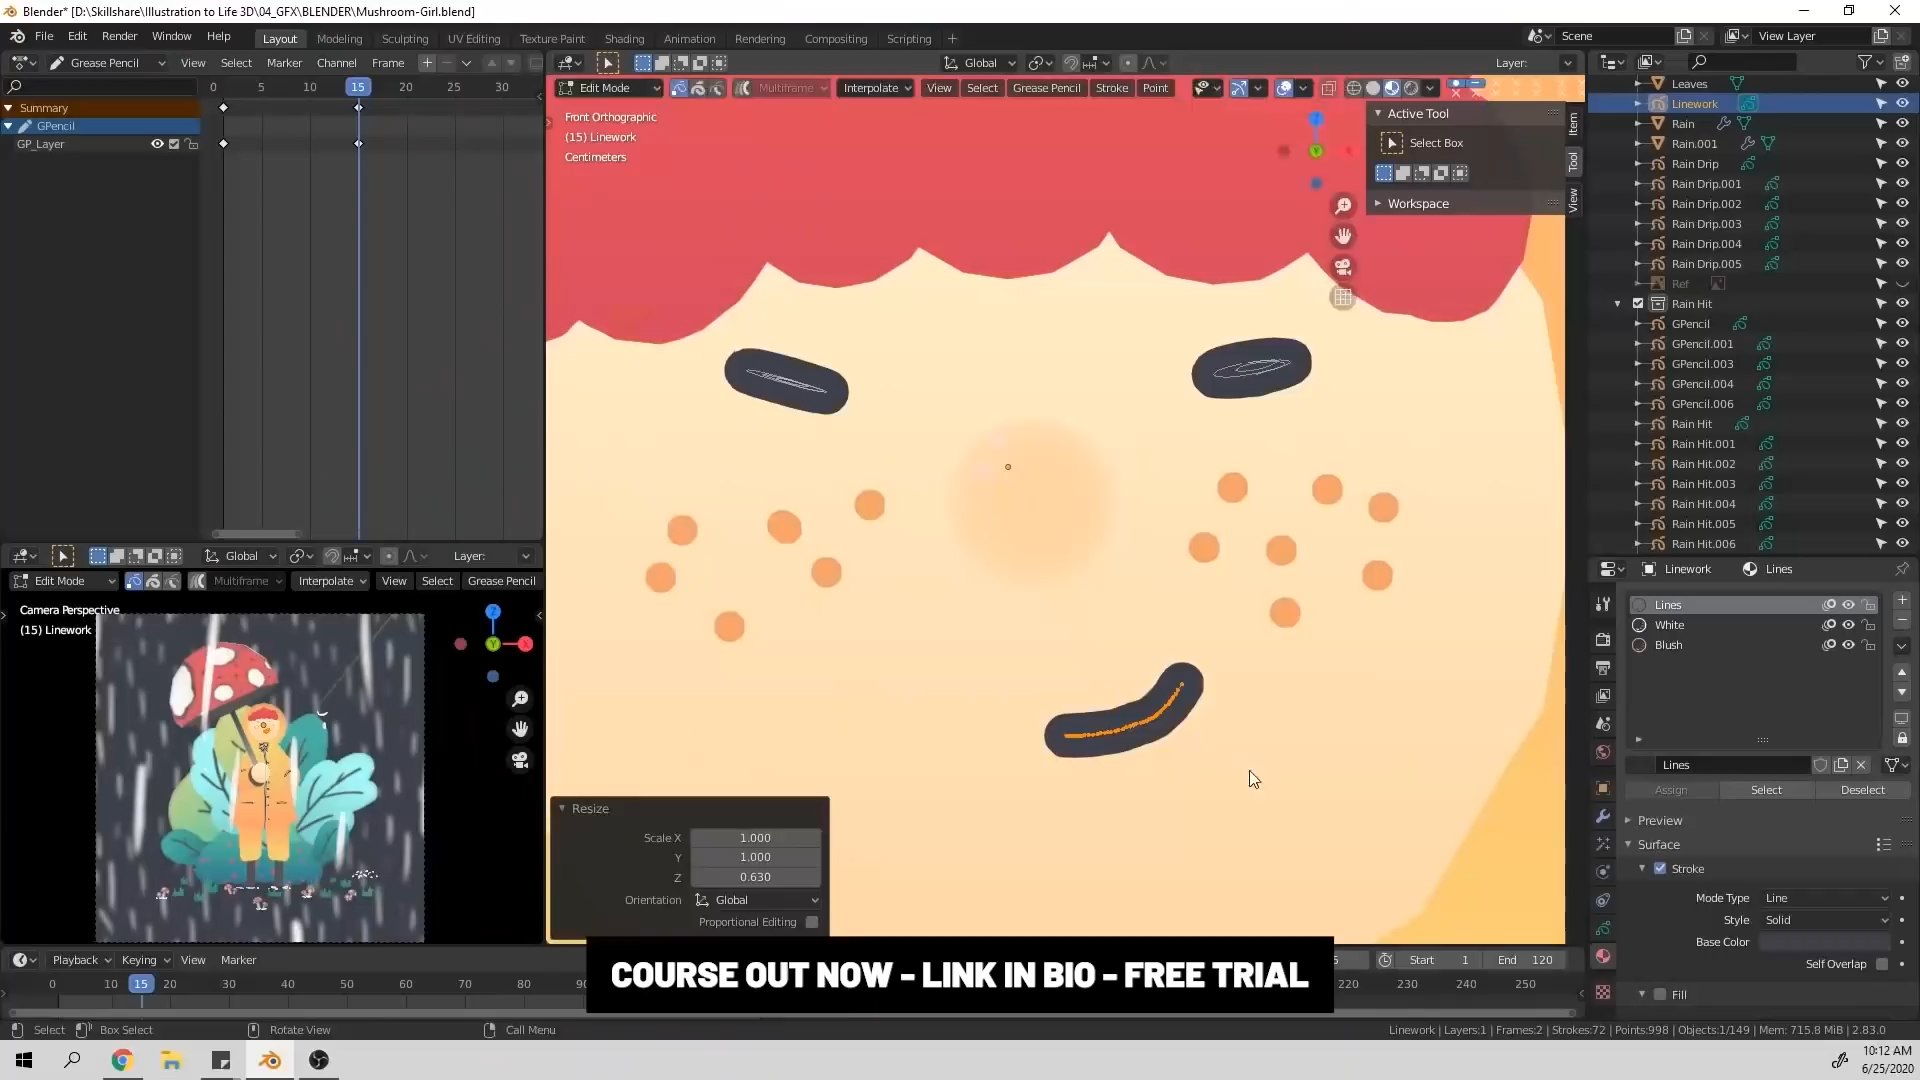 Blender* [D:\Skillshare\Illustration to Life 3D\04_GFX\BLENDER\Mushroom-Girl.blend]
File Edit Render Window Help
Layout Modeling Sculpting UV Editing Texture Paint Shading Animation Rendering Compositing Scripting
Scene
View Layer
Grease Pencil View Select Marker Channel Frame
0 5 10 15 20 25 30
Summary
GPencil
GP_Layer
Global
Layer:
Edit Mode Multiframe Interpolate View Select Grease Pencil Stroke Point
Front Orthographic
(15) Linework
Centimeters
Active Tool
Select Box
Workspace
Item
Tool
View
Leaves
Linework
Rain
Rain.001
Rain Drip
Rain Drip.001
Rain Drip.002
Rain Drip.003
Rain Drip.004
Rain Drip.005
Ref
Rain Hit
GPencil
GPencil.001
GPencil.003
GPencil.004
GPencil.006
Rain Hit
Rain Hit.001
Rain Hit.002
Rain Hit.003
Rain Hit.004
Rain Hit.005
Rain Hit.006
Global
Layer:
Edit Mode Multiframe Interpolate View Select Grease Pencil
Camera Perspective
(15) Linework
Resize
Scale X 1.000
Y 1.000
Z 0.630
Orientation Global
Proportional Editing
Linework Lines
Lines
White
Blush
Lines
Assign Select Deselect
Preview
Surface
Stroke
Mode Type Line
Style Solid
Base Color
Self Overlap
Fill
COURSE OUT NOW - LINK IN BIO - FREE TRIAL
Playback Keying View Marker
Start 1 End 120
0 15 20 30 40 50 60 70 80 220 230 240 250
Select Box Select Rotate View Call Menu
Linework | Layers:1 | Frames:2 | Strokes:72 | Points:998 | Objects:1/149 | Mem: 715.8 MiB | 2.83.0
10:12 AM
6/25/2020